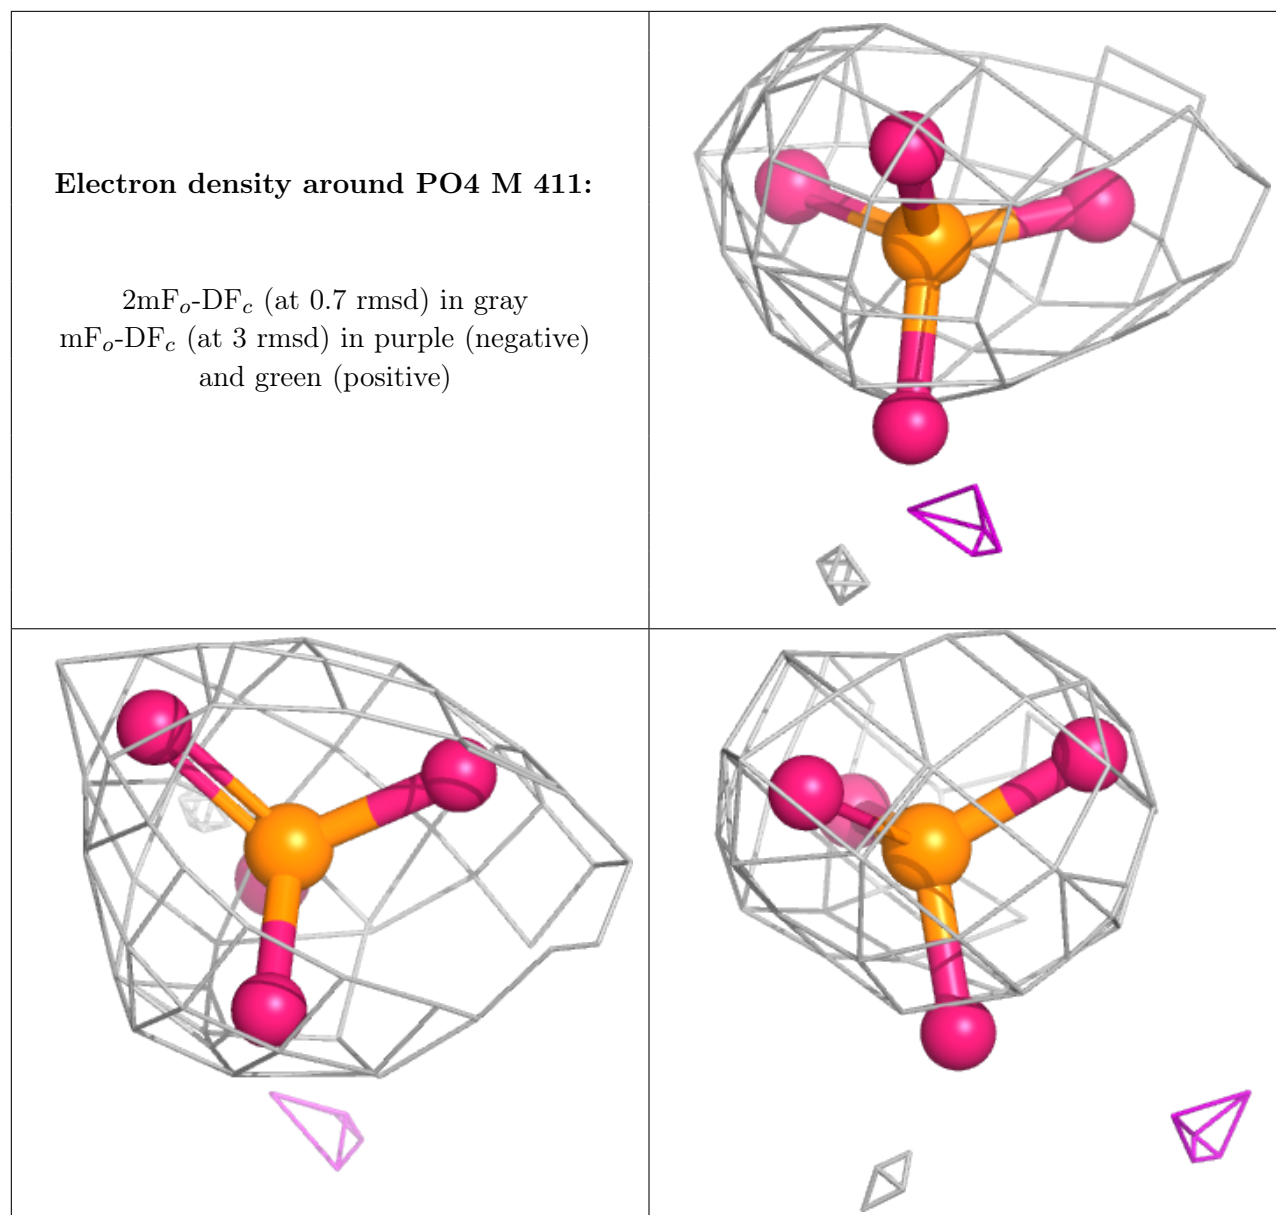 Electron density around PO4 M 411:
2mFo-DFc (at 0.7 rmsd) in gray
mFo-DFc (at 3 rmsd) in purple (negative)
and green (positive)